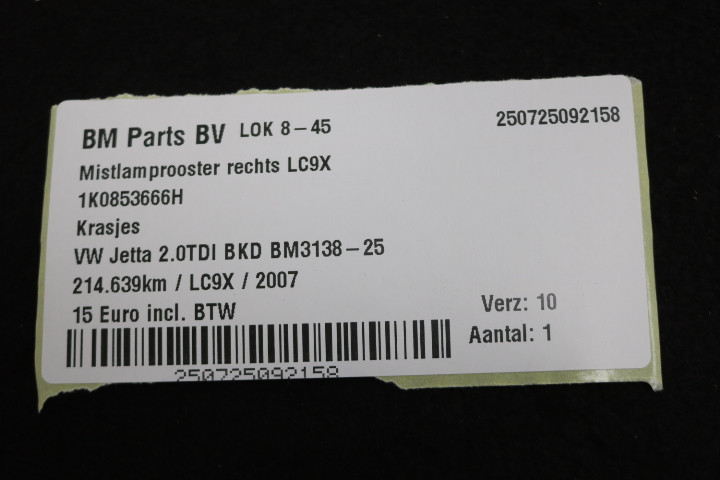 BM Parts BV LOK 8-45 250725092158
Mistlamprooster rechts LC9X
1K0853666H
Krasjes
VW Jetta 2.0TDI BKD BM3138-25
214.639km / LC9X / 2007
15 Euro incl. BTW
Verz: 10
Aantal: 1
250725092158